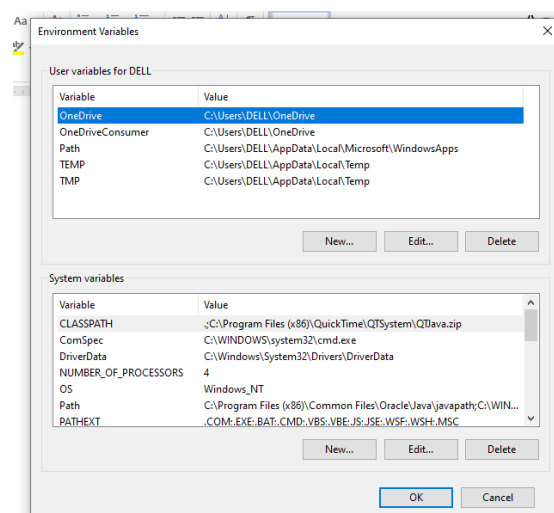 Aa
Environment Variables
User variables for DELL
Variable Value
OneDrive C:\Users\DELL\OneDrive
OneDriveConsumer C:\Users\DELL\OneDrive
Path C:\Users\DELL\AppData\Local\Microsoft\WindowsApps
TEMP C:\Users\DELL\AppData\Local\Temp
TMP C:\Users\DELL\AppData\Local\Temp
New... Edit... Delete
System variables
Variable Value
CLASSPATH .;C:\Program Files (x86)\QuickTime\QTSystem\QTJava.zip
ComSpec C:\WINDOWS\system32\cmd.exe
DriverData C:\Windows\System32\Drivers\DriverData
NUMBER_OF_PROCESSORS 4
OS Windows_NT
Path C:\Program Files (x86)\Common Files\Oracle\Java\javapath;C:\WIN...
PATHEXT .COM;.EXE;.BAT;.CMD;.VBS;.VBE;.JS;.JSE;.WSF;.WSH;.MSC
New... Edit... Delete
OK Cancel